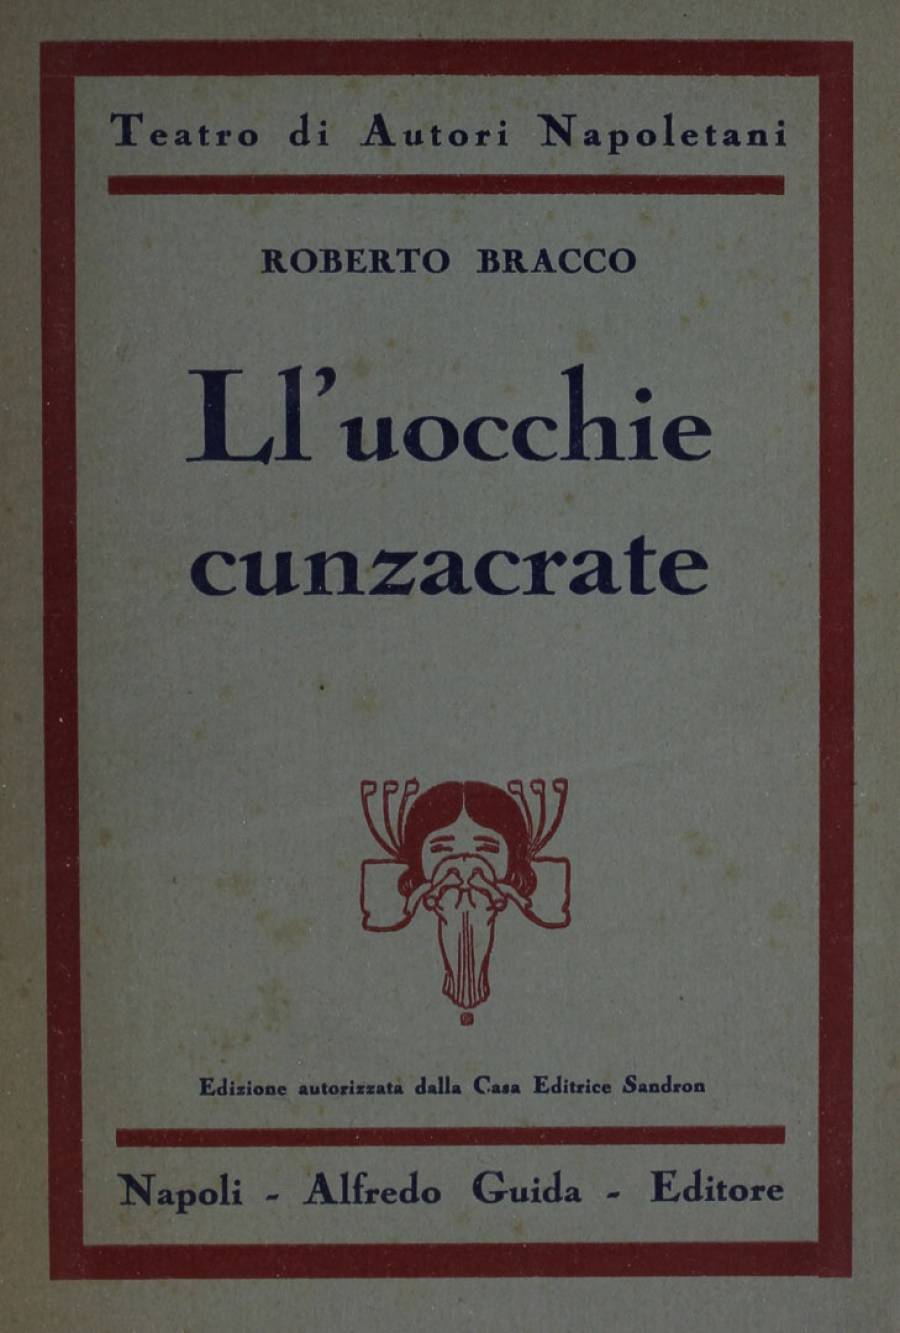 Teatro di Autori Napoletani
ROBERTO BRACCO
Ll'uocchie
cunzacrate
Edizione autorizzata dalla Casa Editrice Sandron
Napoli - Alfredo Guida - Editore